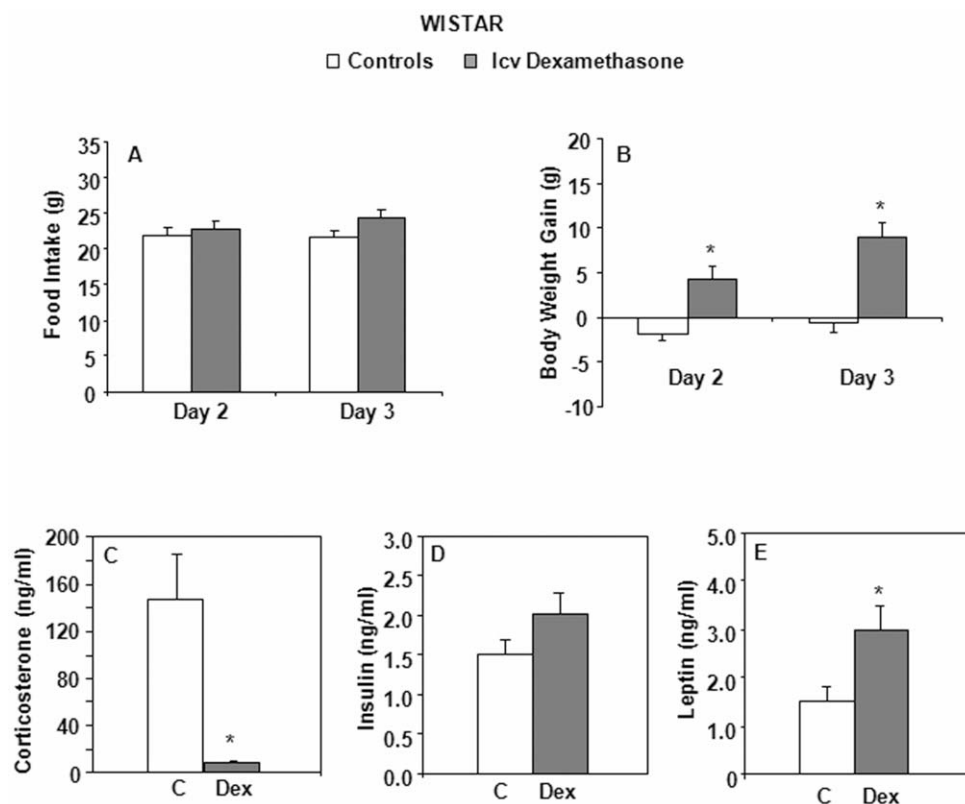 WISTAR
Controls Icv Dexamethasone
A
Food Intake (g)
35
30
25
20
15
10
5
0
Day 2 Day 3
B
Body Weight Gain (g)
20
15
10
5
0
-5
-10
*
*
Day 2 Day 3
C
Corticosterone (ng/ml)
200
160
120
80
40
0
*
C Dex
D
Insulin (ng/ml)
3.0
2.5
2.0
1.5
1.0
0.5
0.0
C Dex
E
Leptin (ng/ml)
5.0
4.0
3.0
2.0
1.0
0
*
C Dex